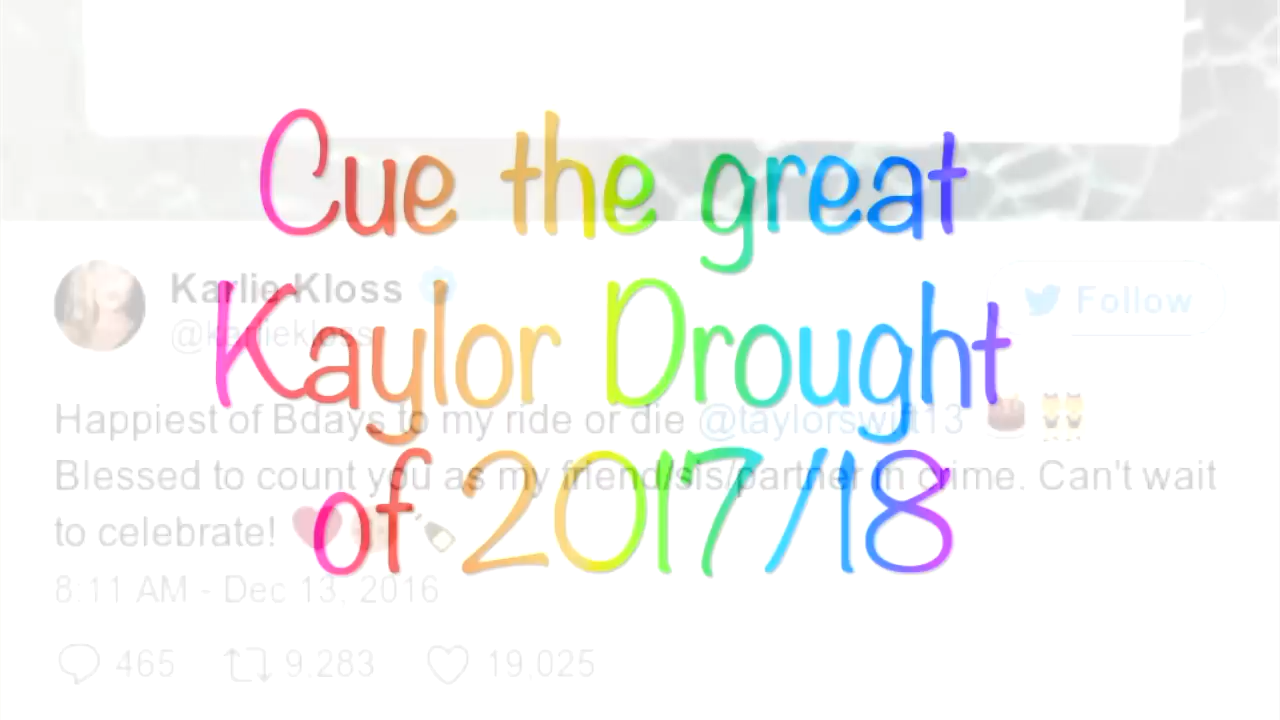 Cue the great
Karlie Kloss
Follow
@karliekloss
Kaylor Drought
Happiest of Bdays to my ride or die @taylorswift13
Blessed to count you as my friend/sis/partner in crime. Can't wait
of 2017/18
to celebrate!
8:11 AM - Dec 13, 2016
465 9.283 19.025